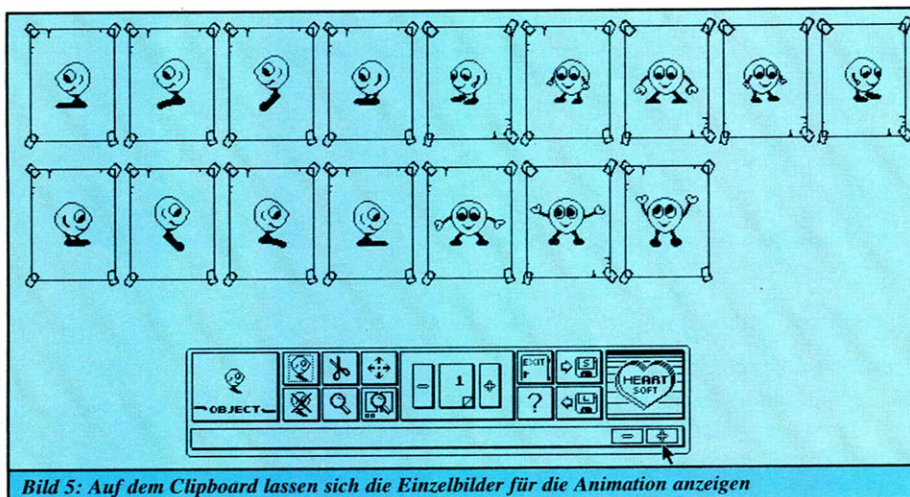 OBJECT
1
EXIT
S
?
L
HEART
SOFT
Bild 5: Auf dem Clipboard lassen sich die Einzelbilder für die Animation anzeigen